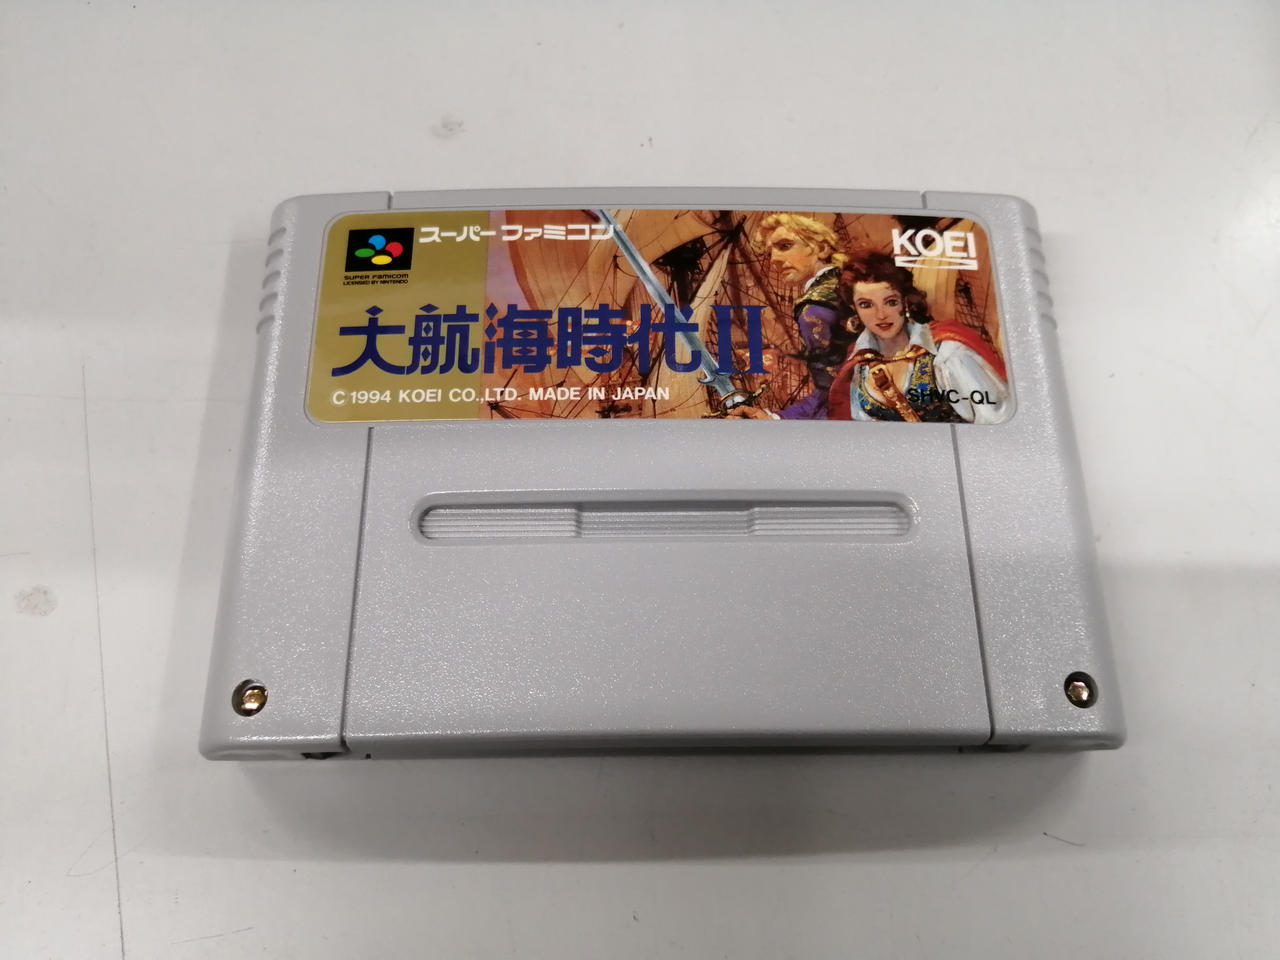 スーパーファミコン
KOEI
SUPER FAMICOM
LICENSED BY NINTENDO
大航海時代II
© 1994 KOEI CO.,LTD. MADE IN JAPAN
SHVC-QL